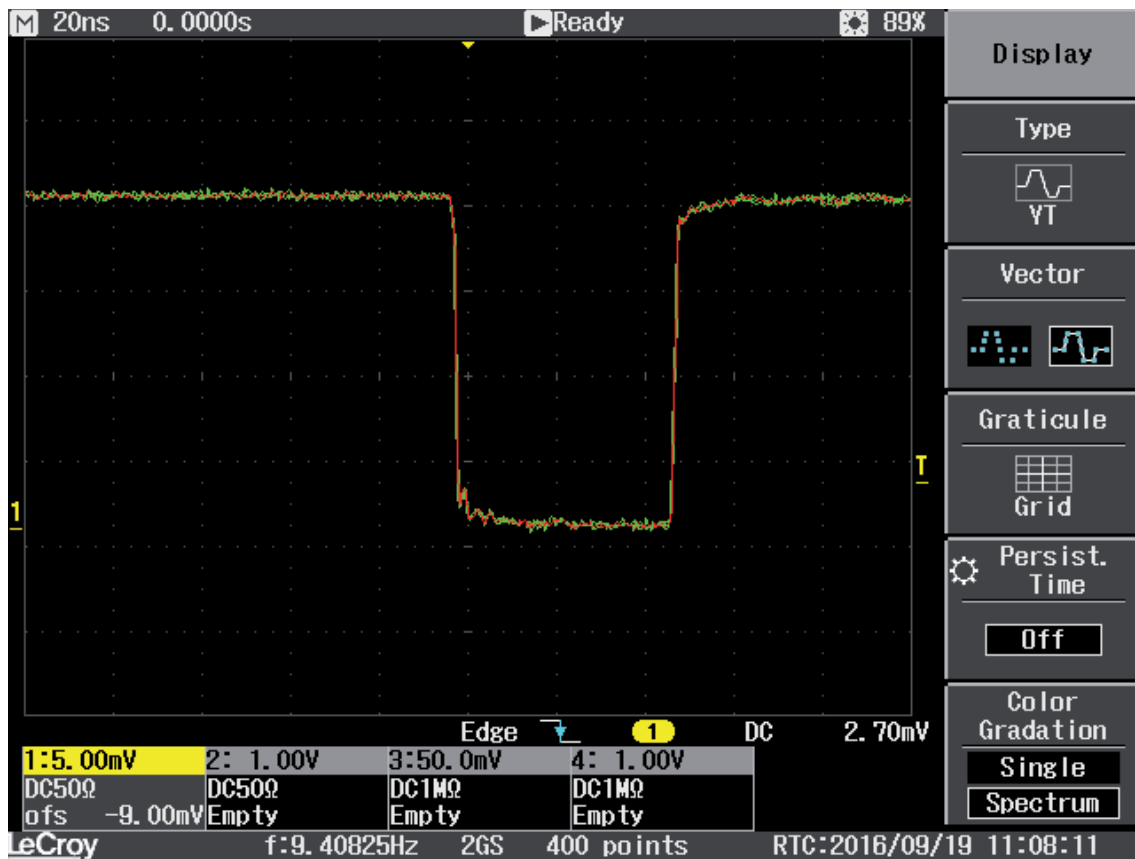 M 20ns 0.0000s Ready 89%
Display
Type
YT
Vector
Graticule
Grid
Persist.
Time
Off
Color
Gradation
Single
Spectrum
T
1
Edge 1 DC 2.70mV
1:5.00mV 2: 1.00V 3:50.0mV 4: 1.00V
DC50Ω DC50Ω DC1MΩ DC1MΩ
ofs -9.00mV Empty Empty Empty
LeCroy f:9.40825Hz 2GS 400 points RTC:2016/09/19 11:08:11